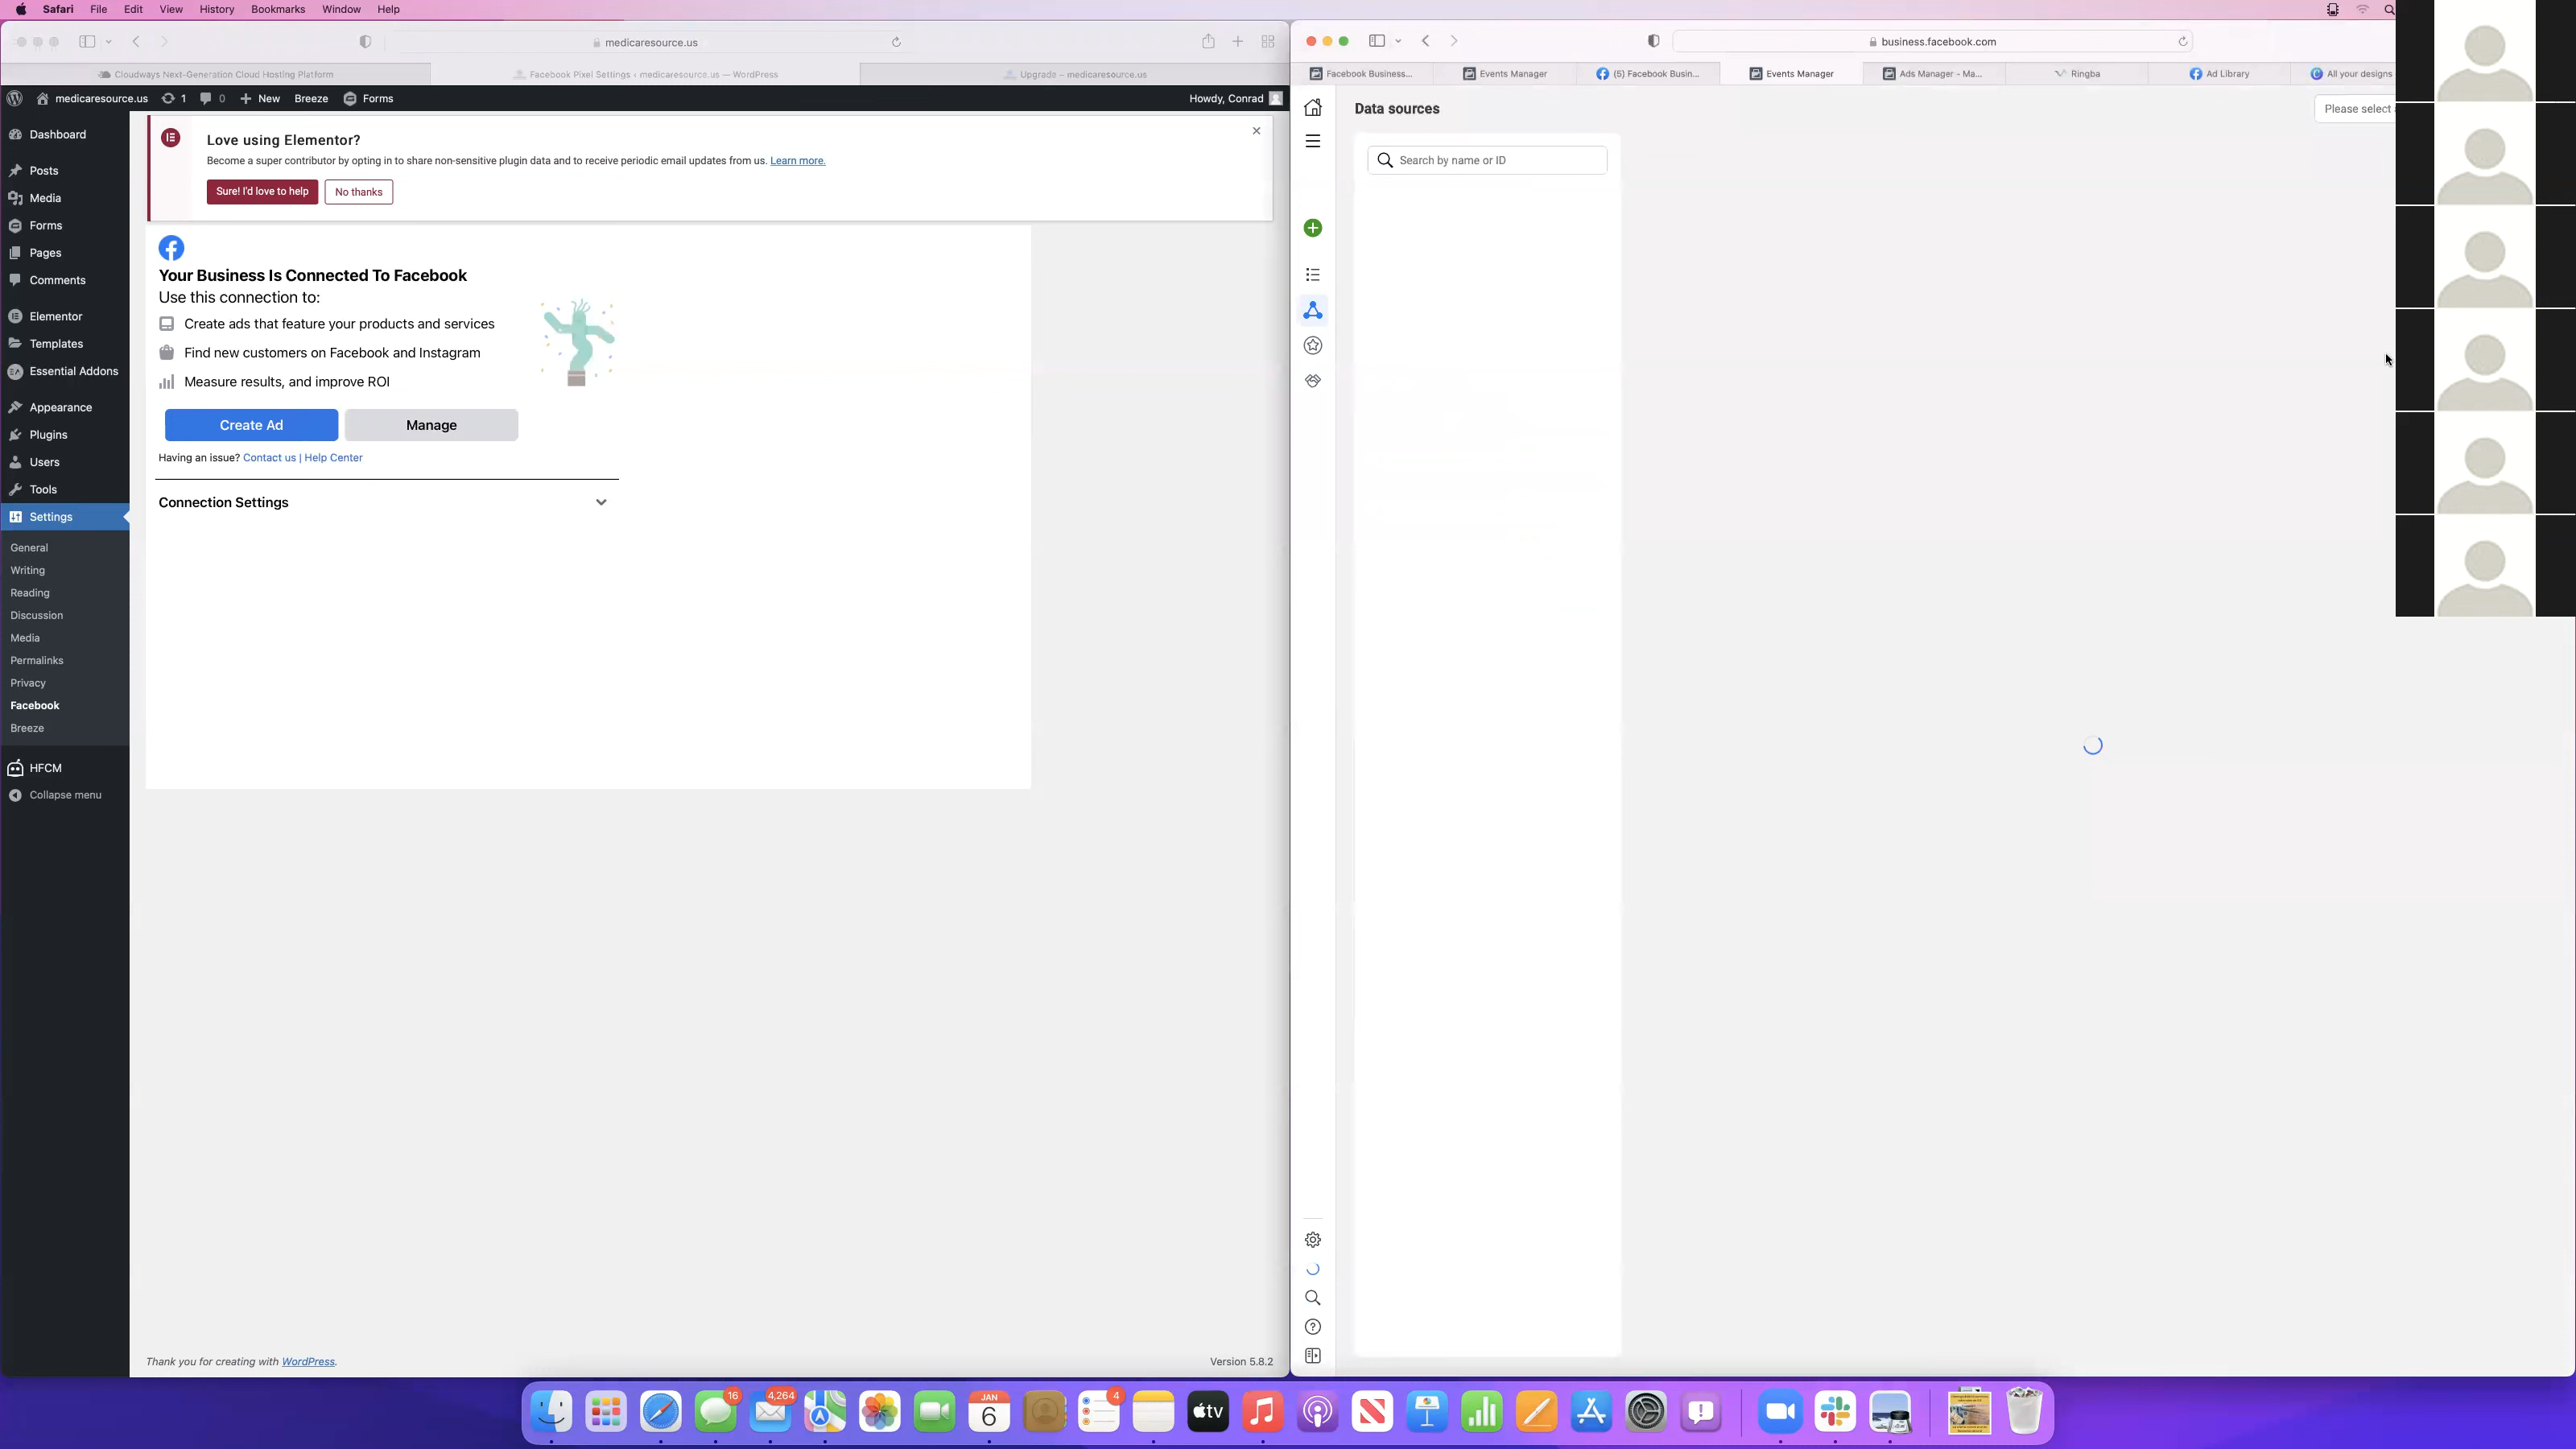 Safari File Edit View History Bookmarks Window Help
medicaresource.us
Cloudways Next-Generation Cloud Hosting Platform
Facebook Pixel Settings ‹ medicaresource.us — WordPress
Upgrade – medicaresource.us
medicaresource.us 1 0 New Breeze Forms
Howdy, Conrad
Dashboard
Posts
Media
Forms
Pages
Comments
Elementor
Templates
Essential Addons
Appearance
Plugins
Users
Tools
Settings
General
Writing
Reading
Discussion
Media
Permalinks
Privacy
Facebook
Breeze
HFCM
Collapse menu
Love using Elementor?
Become a super contributor by opting in to share non-sensitive plugin data and to receive periodic email updates from us. Learn more.
Sure! I'd love to help
No thanks
Your Business Is Connected To Facebook
Use this connection to:
Create ads that feature your products and services
Find new customers on Facebook and Instagram
Measure results, and improve ROI
Create Ad
Manage
Having an issue? Contact us | Help Center
Connection Settings
Thank you for creating with WordPress.
Version 5.8.2
business.facebook.com
Facebook Business...
Events Manager
(5) Facebook Busin...
Events Manager
Ads Manager - Ma...
Ringba
Ad Library
All your designs
Data sources
Please select
Search by name or ID
16
4,264
JAN
6
4
tv